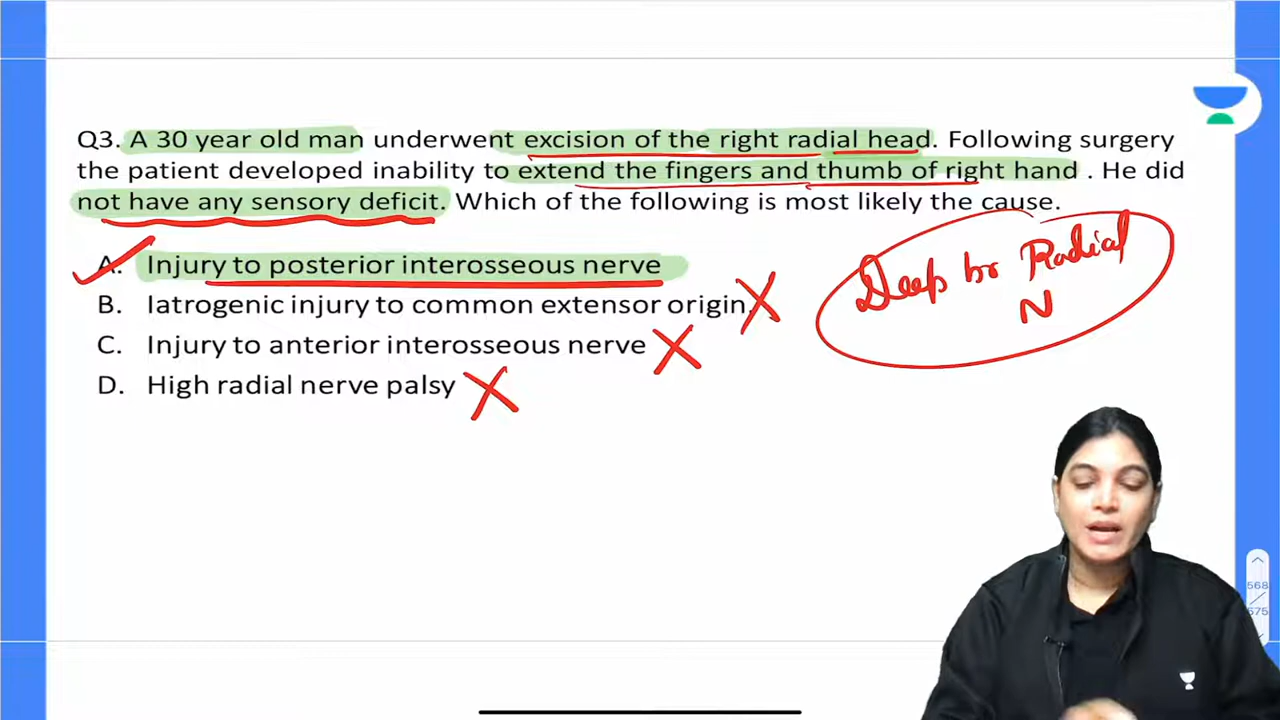 Q3. A 30 year old man underwent excision of the right radial head. Following surgery
the patient developed inability to extend the fingers and thumb of right hand . He did
not have any sensory deficit. Which of the following is most likely the cause.
A. Injury to posterior interosseous nerve
B. Iatrogenic injury to common extensor origin.
C. Injury to anterior interosseous nerve
D. High radial nerve palsy
Deep br Radial
N
568
575